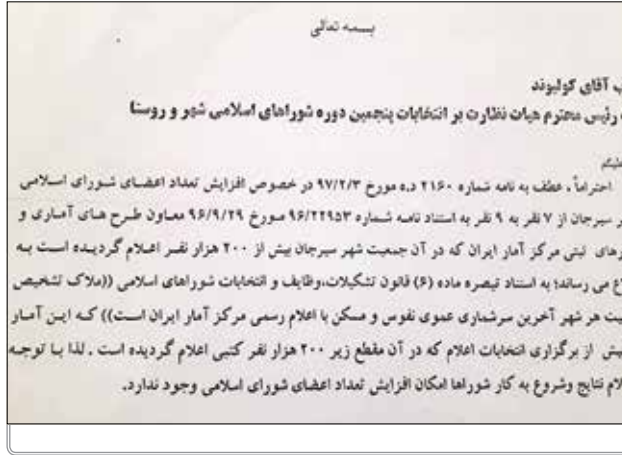 بسمه تعالی
آقای کولیوند
رئیس محترم هیات نظارت بر انتخابات پنجمین دوره شوراهای اسلامی شهر و روستا
احتراماً ، عطف به نامه شماره ۲۱۶۰ د.ه مورخ ۹۷/۲/۳ در خصوص افزایش تعداد اعضای شورای اسلامی
سیرجان از ۷ نفر به ۹ نفر به استناد نامه شماره ۹۶/۲۲۹۵۳ مورخ ۹۶/۹/۲۹ معاون طرح های آماری و
ثبتی مرکز آمار ایران که در آن جمعیت شهر سیرجان بیش از ۲۰۰ هزار نفر اعلام گردیده است به
می رساند؛ به استناد تبصره ماده (۶) قانون تشکیلات،وظایف و انتخابات شوراهای اسلامی ((ملاک تشخیص
هر شهر آخرین سرشماری عموی نفوس و مسکن با اعلام رسمی مرکز آمار ایران است)) که این آمار
از برگزاری انتخابات اعلام که در آن مقطع زیر ۲۰۰ هزار نفر کتبی اعلام گردیده است . لذا با توجه
نتایج وشروع به کار شوراها امکان افزایش تعداد اعضای شورای اسلامی وجود ندارد.